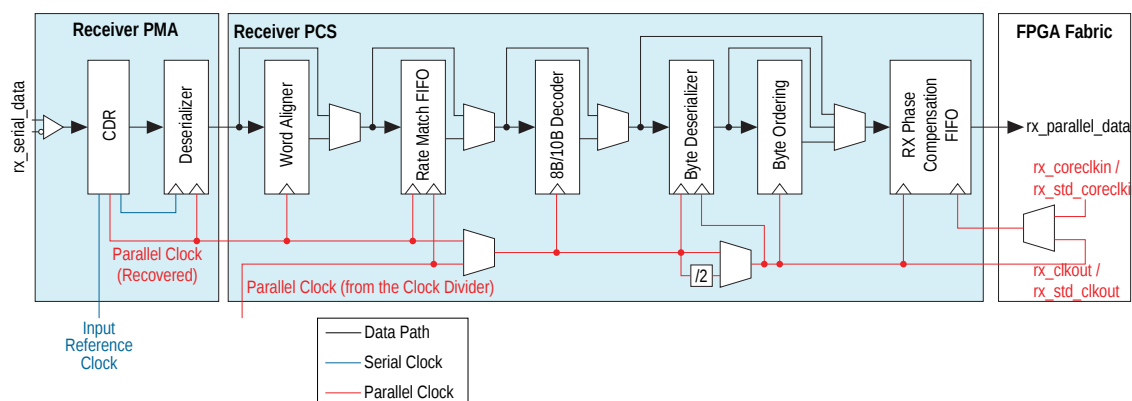 Receiver PMA
Receiver PCS
FPGA Fabric
rx_serial_data
CDR
Deserializer
Word Aligner
Rate Match FIFO
8B/10B Decoder
Byte Deserializer
Byte Ordering
RX Phase
Compensation
FIFO
rx_parallel_data
rx_coreclkin /
rx_std_coreclki
Parallel Clock
(Recovered)
Parallel Clock (from the Clock Divider)
/2
rx_clkout /
rx_std_clkout
Input
Reference
Clock
Data Path
Serial Clock
Parallel Clock